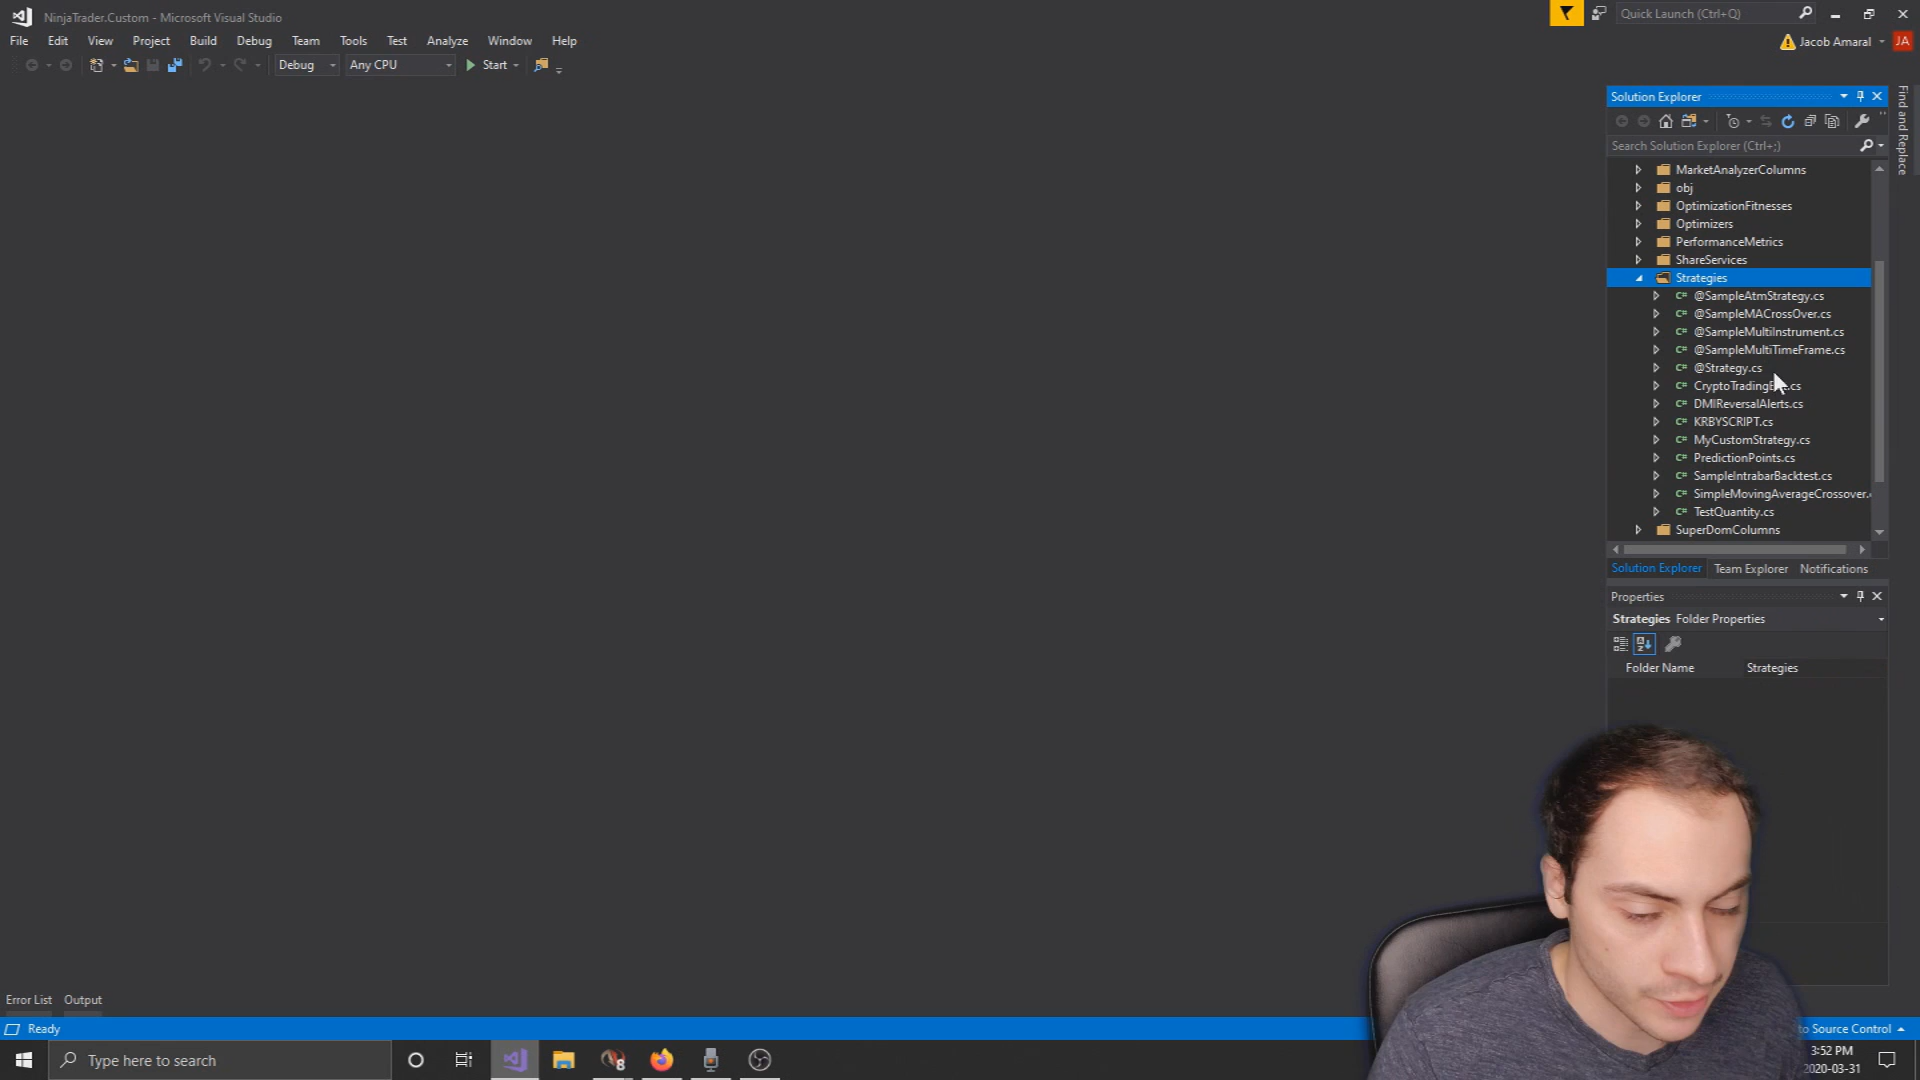 NinjaTrader.Custom - Microsoft Visual Studio
Quick Launch (Ctrl+Q)
File Edit View Project Build Debug Team Tools Test Analyze Window Help
Jacob Amaral JA
Debug Any CPU Start
Solution Explorer
Search Solution Explorer (Ctrl+;)
Find and Replace
MarketAnalyzerColumns
obj
OptimizationFitnesses
Optimizers
PerformanceMetrics
ShareServices
Strategies
C# @SampleAtmStrategy.cs
C# @SampleMACrossOver.cs
C# @SampleMultiInstrument.cs
C# @SampleMultiTimeFrame.cs
C# @Strategy.cs
C# .cs
C# DMIReversalAlerts.cs
C# KRBYSCRIPT.cs
C# MyCustomStrategy.cs
C# PredictionPoints.cs
C# SampleIntrabarBacktest.cs
C# SimpleMovingAverageCrossover.
C# TestQuantity.cs
SuperDomColumns
Solution Explorer Team Explorer Notifications
Properties
Strategies Folder Properties
Folder Name Strategies
Error List Output
Ready
to Source Control
Type here to search
8
3:52 PM
2020-03-31